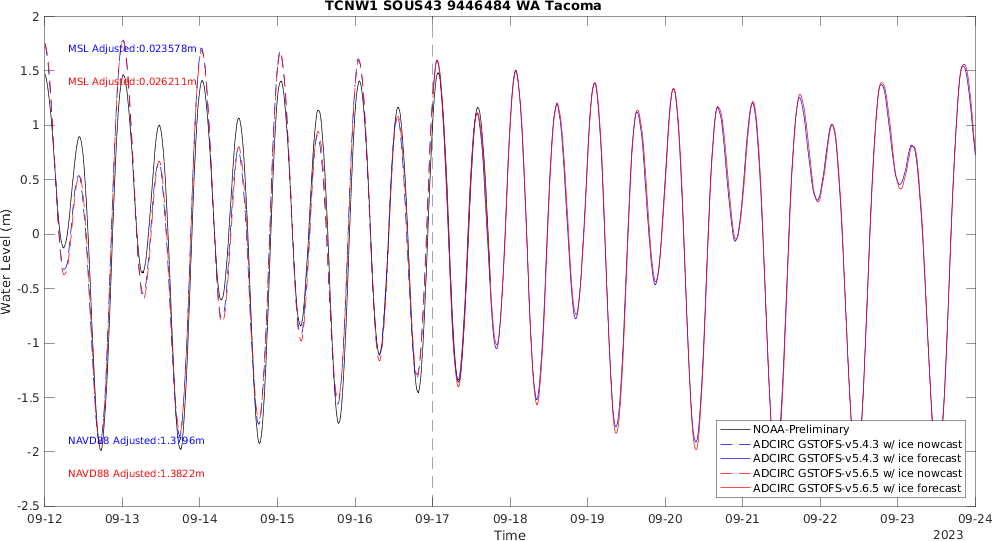 TCNW1 SOUS43 9446484 WA Tacoma
2
1.5
1
0.5
0
-0.5
-1
-1.5
-2
-2.5
Water Level (m)
MSL Adjusted:0.023578m
MSL Adjusted:0.026211m
NAVD88 Adjusted:1.3796m
NAVD88 Adjusted:1.3822m
NOAA-Preliminary
ADCIRC GSTOFS-v5.4.3 w/ ice nowcast
ADCIRC GSTOFS-v5.4.3 w/ ice forecast
ADCIRC GSTOFS-v5.6.5 w/ ice nowcast
ADCIRC GSTOFS-v5.6.5 w/ ice forecast
09-12 09-13 09-14 09-15 09-16 09-17 09-18 09-19 09-20 09-21 09-22 09-23 09-24
Time
2023